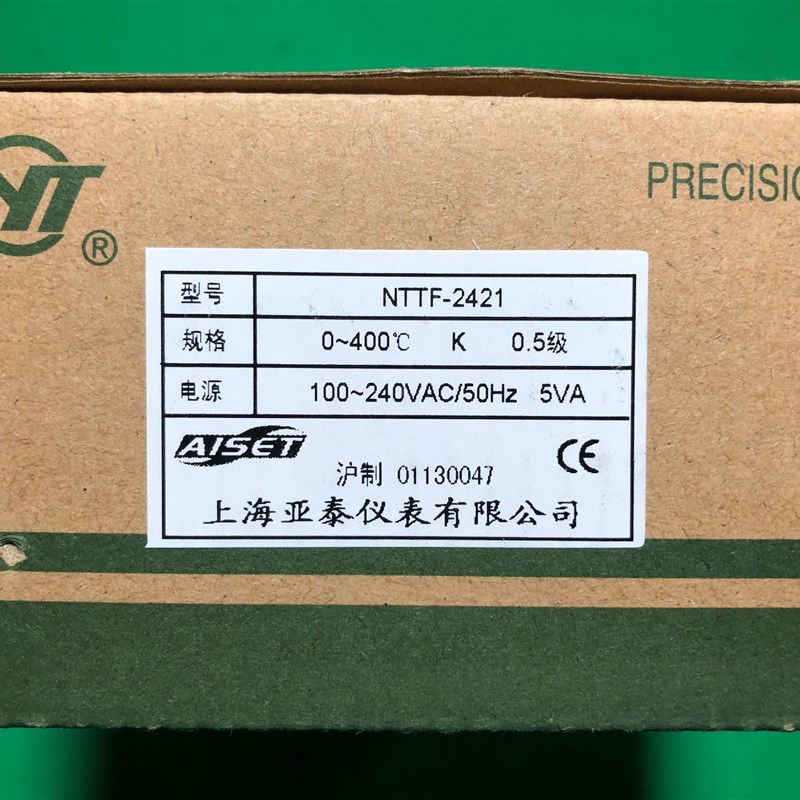 YT
®
PRECISIO
型号 NTTF-2421
规格 0~400℃ K 0.5级
电源 100~240VAC/50Hz 5VA
AISET
CE
沪制 01130047
上海亚泰仪表有限公司